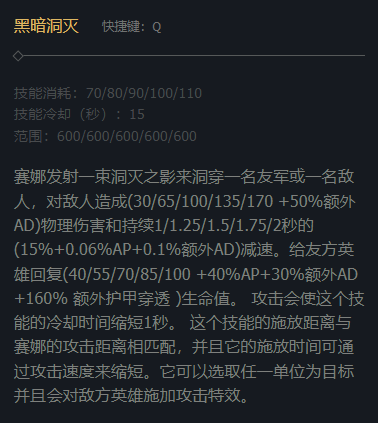 黑暗洞灭 快捷键：Q
技能消耗：70/80/90/100/110
技能冷却（秒）：15
范围：600/600/600/600/600
赛娜发射一束洞灭之影来洞穿一名友军或一名敌
人，对敌人造成(30/65/100/135/170 +50%额外
AD)物理伤害和持续1/1.25/1.5/1.75/2秒的
(15%+0.06%AP+0.1%额外AD)减速。给友方英
雄回复(40/55/70/85/100 +40%AP+30%额外AD
+160% 额外护甲穿透 )生命值。 攻击会使这个技
能的冷却时间缩短1秒。 这个技能的施放距离与
赛娜的攻击距离相匹配，并且它的施放时间可通
过攻击速度来缩短。它可以选取任一单位为目标
并且会对敌方英雄施加攻击特效。